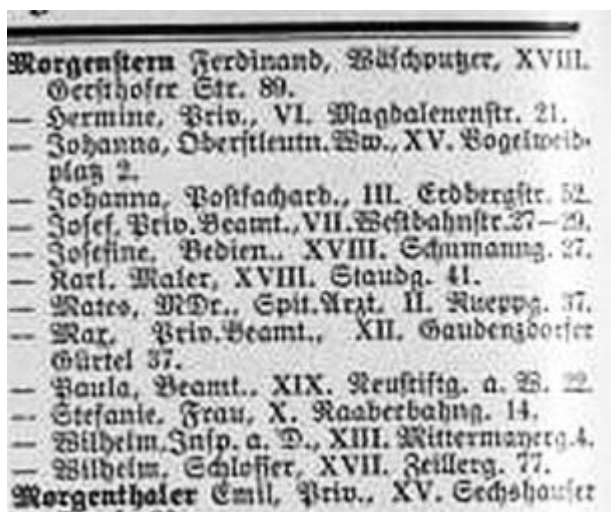 Morgenstern Ferdinand, Wäschputzer, XVIII.
Gersthofer Str. 89.
— Hermine, Priv., VI. Magdalenenstr. 21.
— Johanna, Oberstleutn. Ww., XV. Vogelweid-
platz 2.
— Johanna, Postfacharb., III. Erdbergstr. 52.
— Josef, Priv. Beamt., VII. Westbahnstr. 27—29.
— Josefine, Bedien., XVIII. Schumanng. 27.
— Karl, Maler, XVIII. Staudg. 41.
— Mates, MDr., Spit. Arzt, II. Rueppg. 37.
— Max, Priv. Beamt., XII. Gaudenzdorfer
Gürtel 37.
— Paula, Beamt., XIX. Neustiftg. a. W. 22.
— Stefanie, Frau, X. Raaberbahng. 14.
— Wilhelm, Insp. a. D., XIII. Mittermayerg. 4.
— Wilhelm, Schlosser, XVII. Zeillerg. 77.
Morgenthaler Emil, Priv., XV. Sechshauser